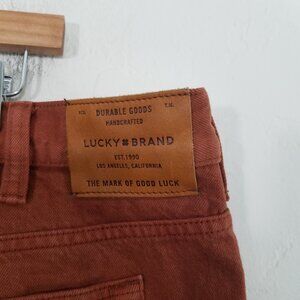 DURABLE GOODS
HANDCRAFTED
LUCKY BRAND
EST. 1990
LOS ANGELES, CALIFORNIA
THE MARK OF GOOD LUCK